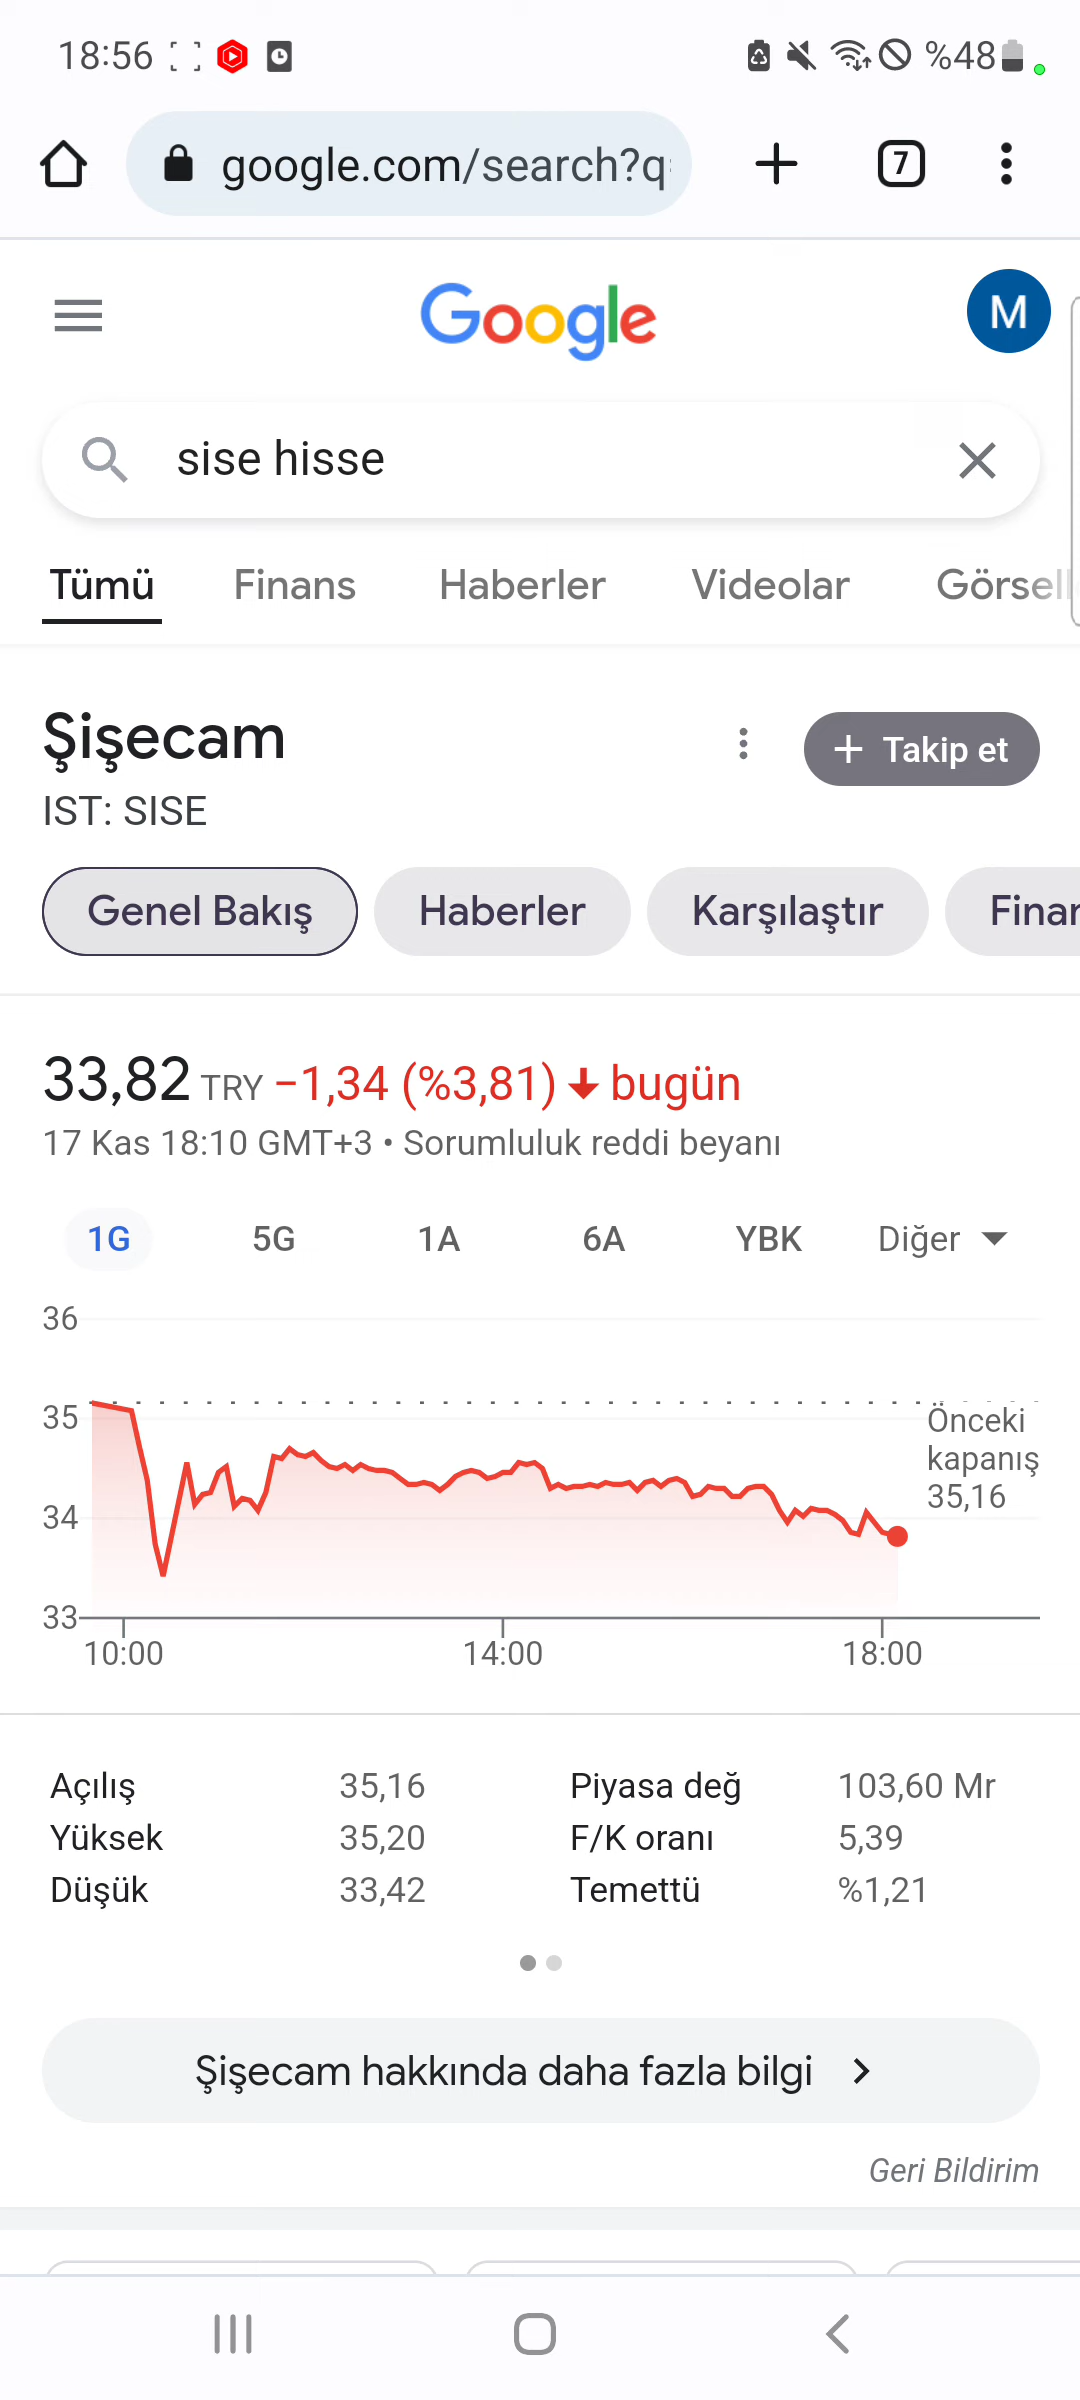 18:56 %48
google.com/search?q
7
Google
M
sise hisse
Tümü Finans Haberler Videolar Görsell
Şişecam
+ Takip et
IST: SISE
Genel Bakış Haberler Karşılaştır Finan
33,82 TRY −1,34 (%3,81) bugün
17 Kas 18:10 GMT+3 • Sorumluluk reddi beyanı
1G 5G 1A 6A YBK Diğer
36
35
34
33
Önceki
kapanış
35,16
10:00 14:00 18:00
Açılış 35,16 Piyasa değ 103,60 Mr
Yüksek 35,20 F/K oranı 5,39
Düşük 33,42 Temettü %1,21
Şişecam hakkında daha fazla bilgi
Geri Bildirim